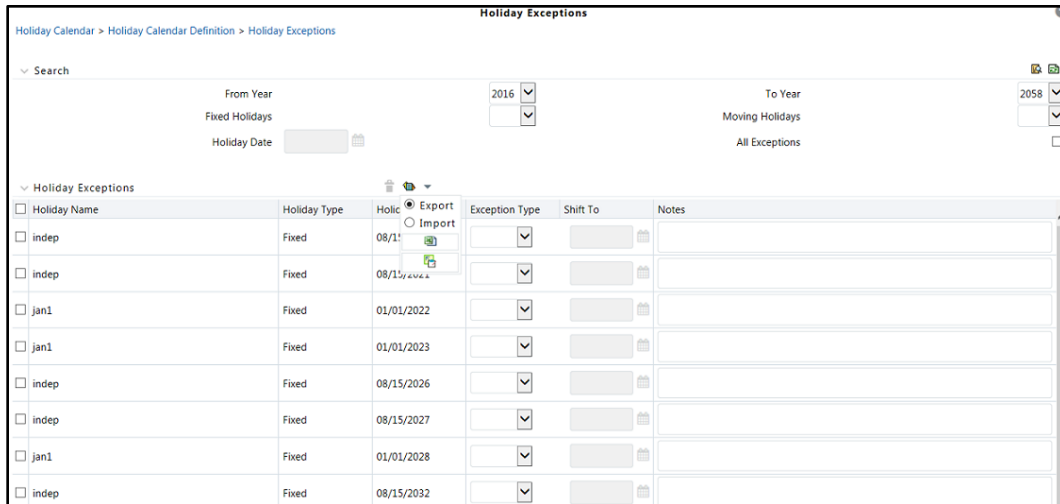 Holiday Exceptions
Holiday Calendar > Holiday Calendar Definition > Holiday Exceptions
Search
From Year 2016 To Year 2058
Fixed Holidays Moving Holidays
Holiday Date All Exceptions
Holiday Exceptions
Export
Import
Holiday Name Holiday Type Exception Type Shift To Notes
indep Fixed
indep Fixed 08/15/2021
jan1 Fixed 01/01/2022
jan1 Fixed 01/01/2023
indep Fixed 08/15/2026
indep Fixed 08/15/2027
jan1 Fixed 01/01/2028
indep Fixed 08/15/2032